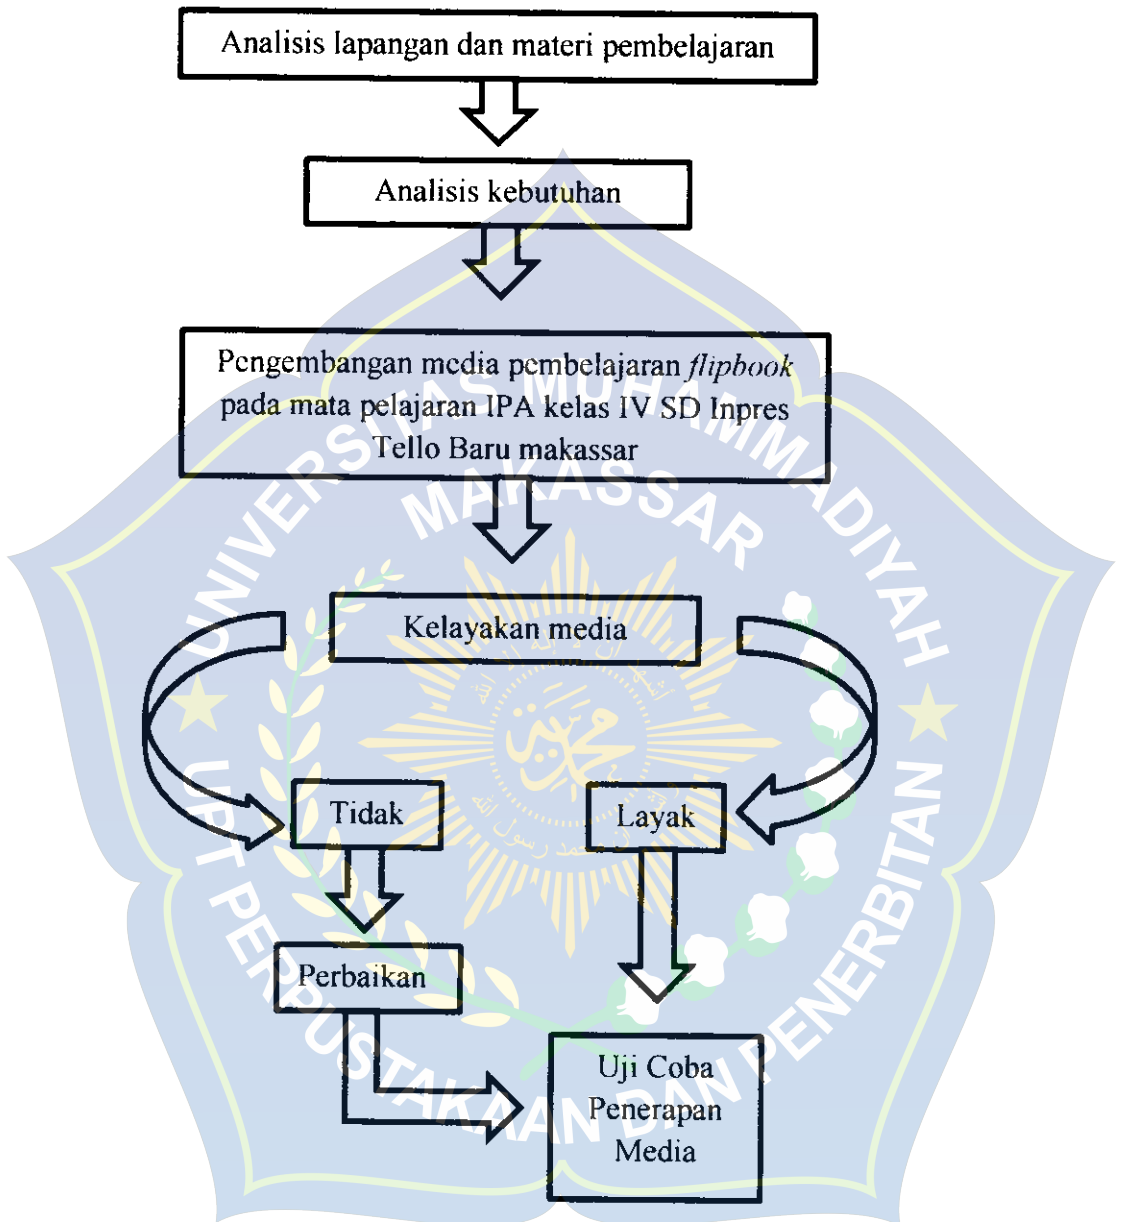 Analisis lapangan dan materi pembelajaran
Analisis kebutuhan
Pengembangan media pembelajaran flipbook
pada mata pelajaran IPA kelas IV SD Inpres
Tello Baru makassar
Kelayakan media
Tidak
Layak
Perbaikan
Uji Coba
Penerapan
Media
UNIVERSITAS MUHAMMADIYAH
MAKASSAR
UPT PERPUSTAKAAN DAN PENERBITAN